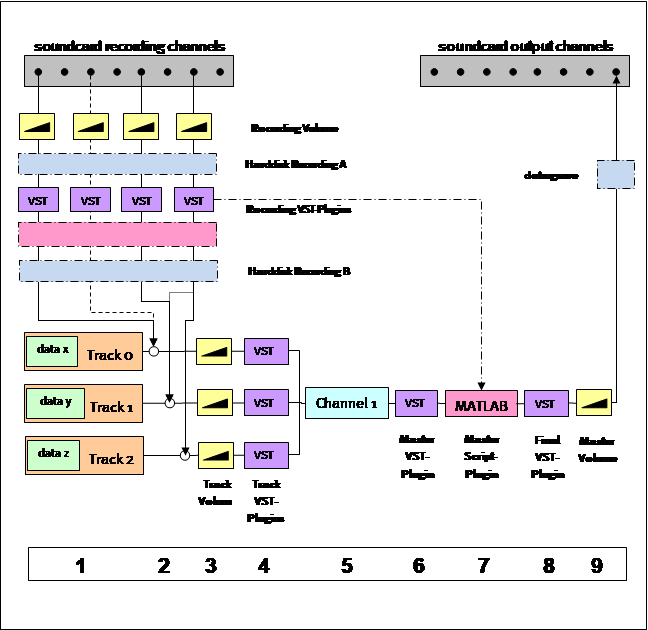 soundcard recording channels
soundcard output channels
Recording Volume
Harddisk Recording A
datagram
VST VST VST VST
Recording VST-Plugins
Harddisk Recording B
data x
Track 0
VST
data y
Track 1
VST
Channel 1
VST
MATLAB
VST
data z
Track 2
VST
Master
VST-
Plugin
Master
Script-
Plugin
Final
VST-
Plugin
Master
Volume
Track
Volum
Track
VST-
Plugins
1 2 3 4 5 6 7 8 9